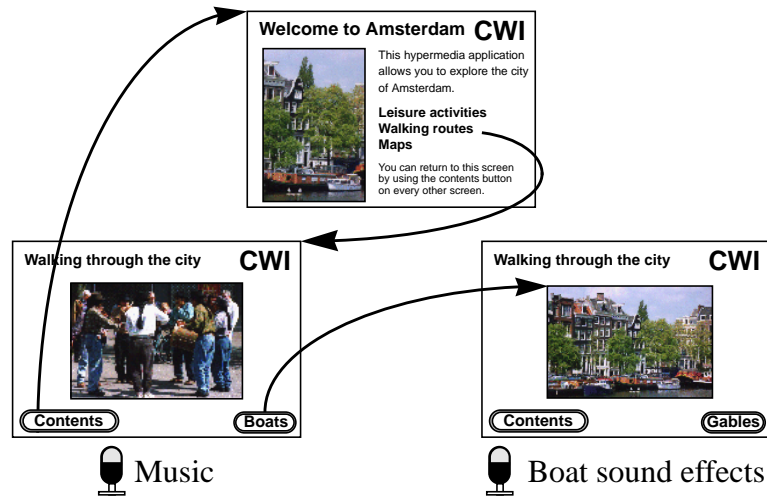 Welcome to Amsterdam CWI
This hypermedia application
allows you to explore the city
of Amsterdam.
Leisure activities
Walking routes
Maps
You can return to this screen
by using the contents button
on every other screen.
Walking through the city CWI
Contents Boats
Music
Walking through the city CWI
Contents Gables
Boat sound effects